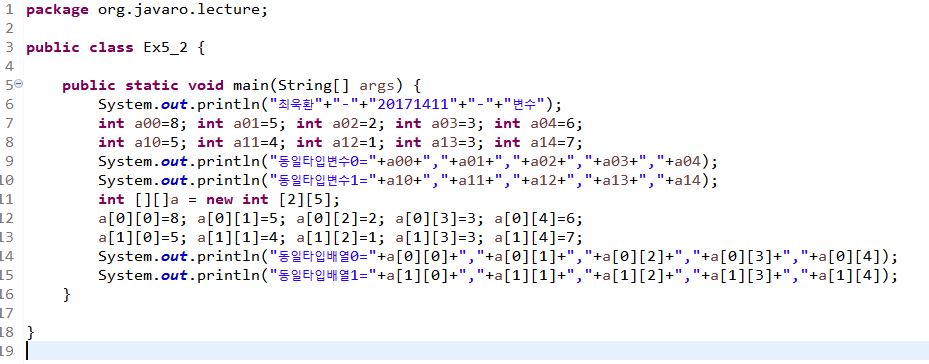 1 package org.javaro.lecture;
2
3 public class Ex5_2 {
4
5     public static void main(String[] args) {
6         System.out.println("최욱환"+"-"+"20171411"+"-"+"변수");
7         int a00=8; int a01=5; int a02=2; int a03=3; int a04=6;
8         int a10=5; int a11=4; int a12=1; int a13=3; int a14=7;
9         System.out.println("동일타입변수0="+a00+","+a01+","+a02+","+a03+","+a04);
10         System.out.println("동일타입변수1="+a10+","+a11+","+a12+","+a13+","+a14);
11         int [][]a = new int [2][5];
12         a[0][0]=8; a[0][1]=5; a[0][2]=2; a[0][3]=3; a[0][4]=6;
13         a[1][0]=5; a[1][1]=4; a[1][2]=1; a[1][3]=3; a[1][4]=7;
14         System.out.println("동일타입배열0="+a[0][0]+","+a[0][1]+","+a[0][2]+","+a[0][3]+","+a[0][4]);
15         System.out.println("동일타입배열1="+a[1][0]+","+a[1][1]+","+a[1][2]+","+a[1][3]+","+a[1][4]);
16     }
17
18 }
19